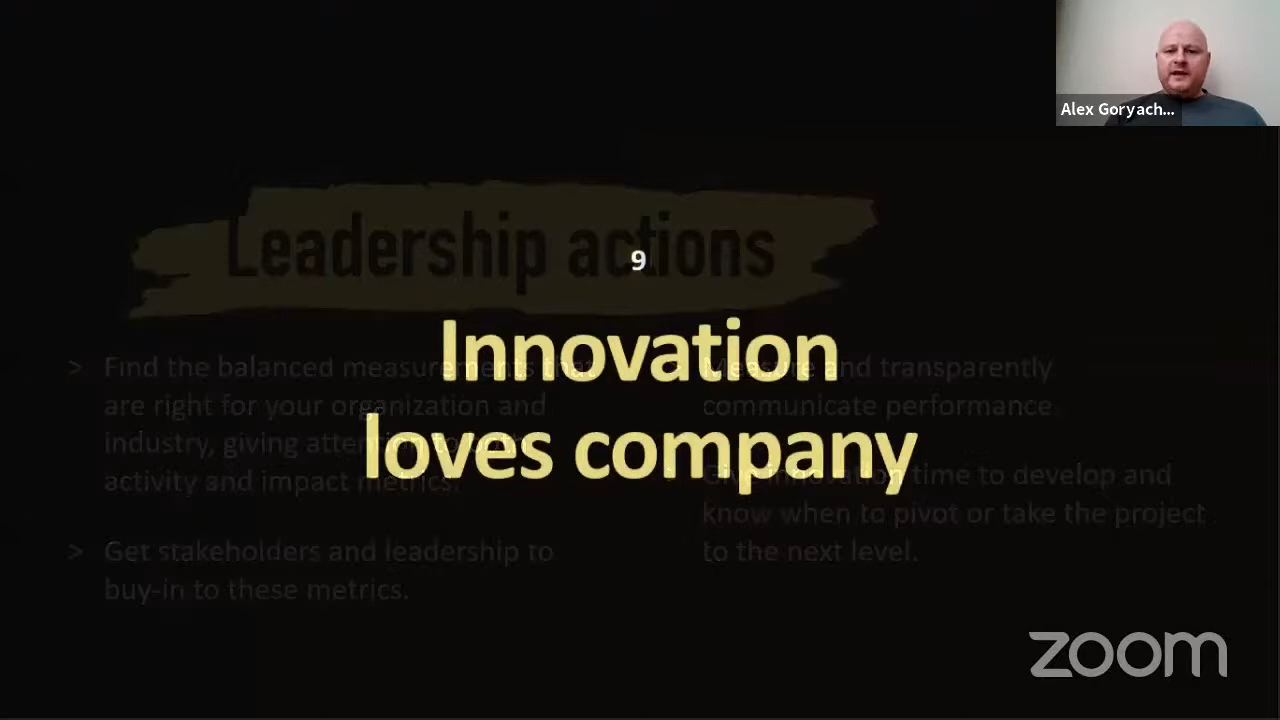 Alex Goryach...
Leadership actions
9
Innovation
loves company
> Find the balanced measurements that
are right for your organization and
industry, giving attention to both
activity and impact metrics.
> Get stakeholders and leadership to
buy-in to these metrics.
Measure and transparently
communicate performance.
Give innovation time to develop and
know when to pivot or take the project
to the next level.
zoom